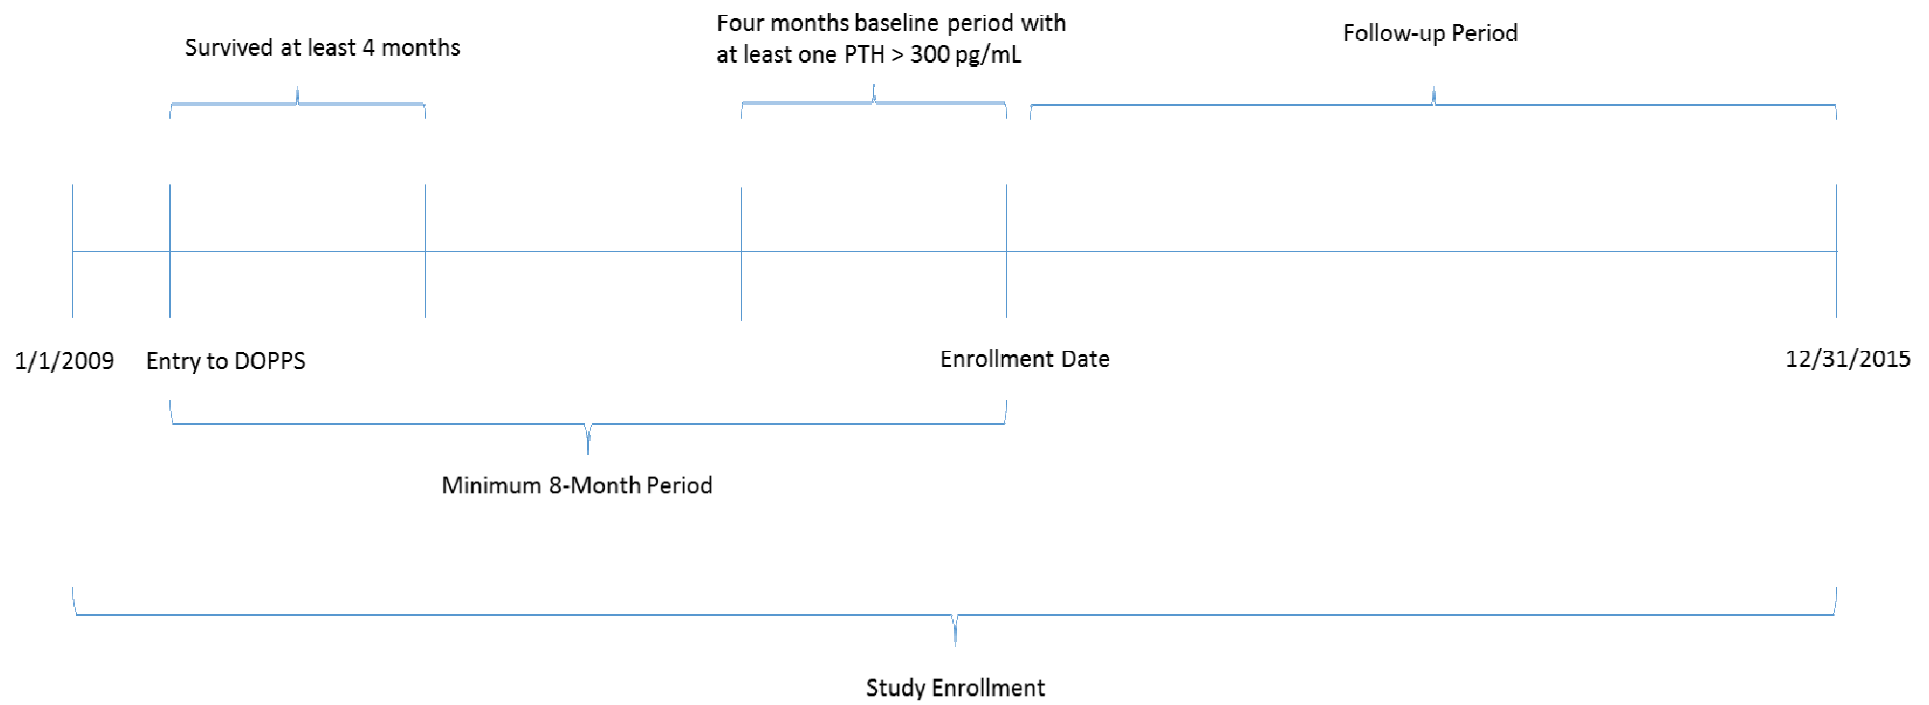 Survived at least 4 months
Four months baseline period with
at least one PTH > 300 pg/mL
Follow-up Period
1/1/2009
Entry to DOPPS
Enrollment Date
12/31/2015
Minimum 8-Month Period
Study Enrollment